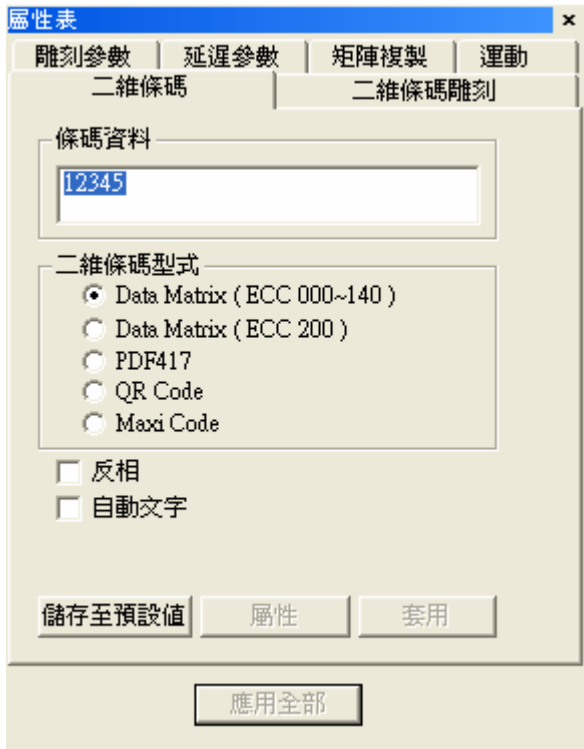 屬性表
雕刻參數 延遲參數 矩陣複製 運動
二維條碼 二維條碼雕刻
條碼資料
12345
二維條碼型式
Data Matrix ( ECC 000~140 )
Data Matrix ( ECC 200 )
PDF417
QR Code
Maxi Code
反相
自動文字
儲存至預設值 屬性 套用
應用全部